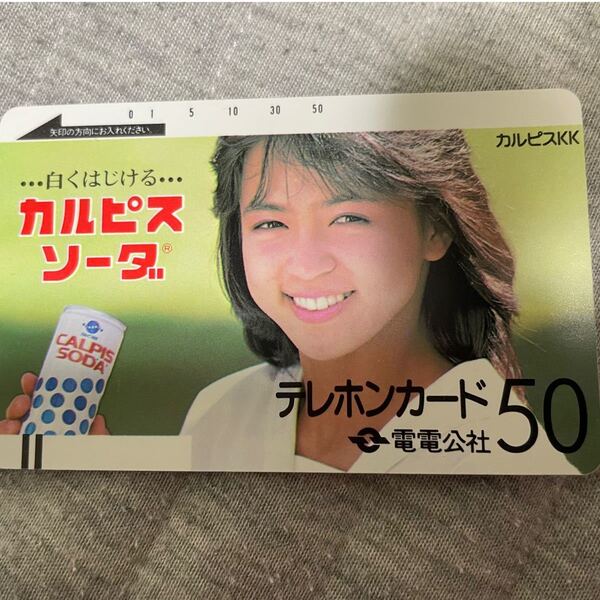 0 1 5 10 30 50
矢印の方向にお入れください
カルピスKK
•••白くはじける•••
カルピス
ソーダ®
CALPIS
SODA
テレホンカード50
電電公社